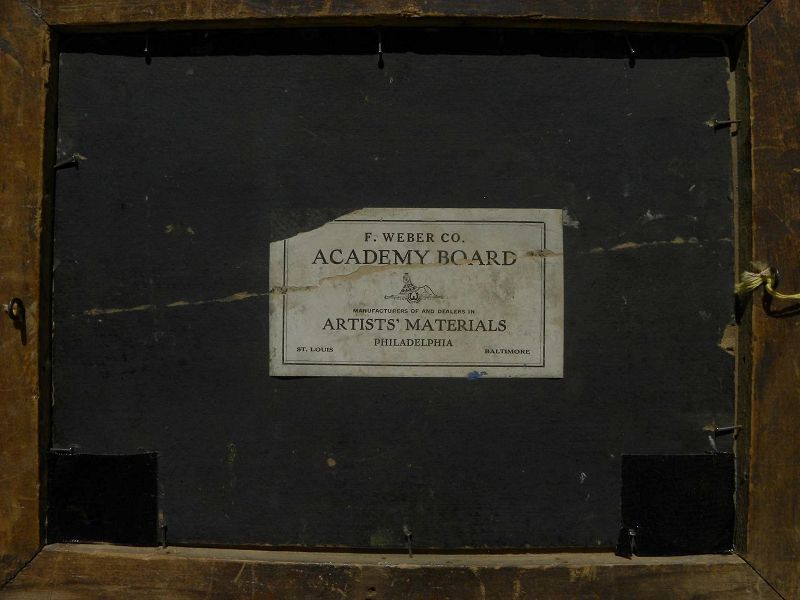 F. WEBER CO.
ACADEMY BOARD
W
MANUFACTURERS OF AND DEALERS IN
ARTISTS' MATERIALS
PHILADELPHIA
ST. LOUIS BALTIMORE